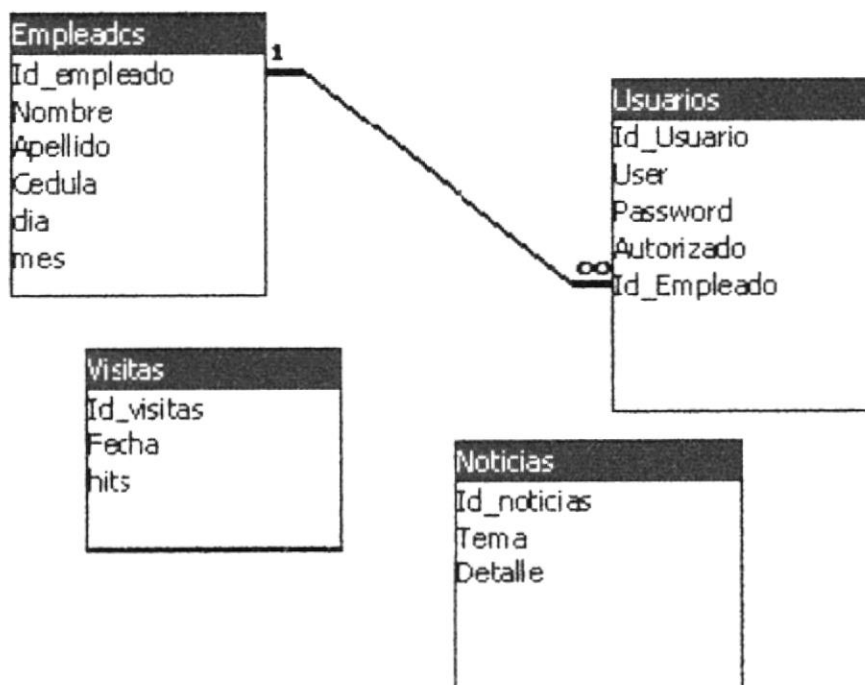 Empleados
Id_empleado
Nombre
Apellido
Cedula
dia
mes
1
Usuarios
Id_Usuario
User
Password
Autorizado
∞
Id_Empleado
Visitas
Id_visitas
Fecha
hits
Noticias
Id_noticias
Tema
Detalle